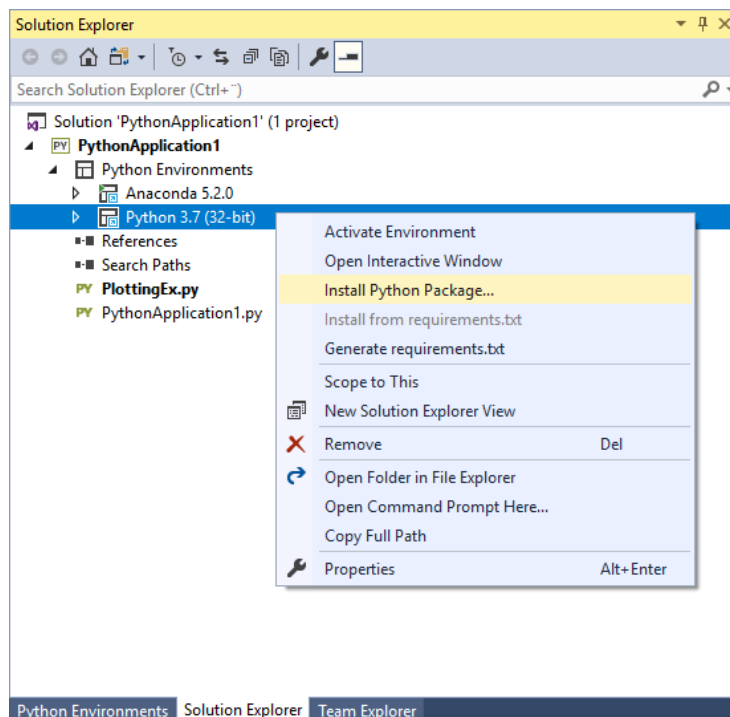 Solution Explorer
Search Solution Explorer (Ctrl+¨)
Solution 'PythonApplication1' (1 project)
PY PythonApplication1
Python Environments
Anaconda 5.2.0
Python 3.7 (32-bit)
References
Search Paths
PY PlottingEx.py
PY PythonApplication1.py
Activate Environment
Open Interactive Window
Install Python Package...
Install from requirements.txt
Generate requirements.txt
Scope to This
New Solution Explorer View
Remove Del
Open Folder in File Explorer
Open Command Prompt Here...
Copy Full Path
Properties Alt+Enter
Python Environments Solution Explorer Team Explorer